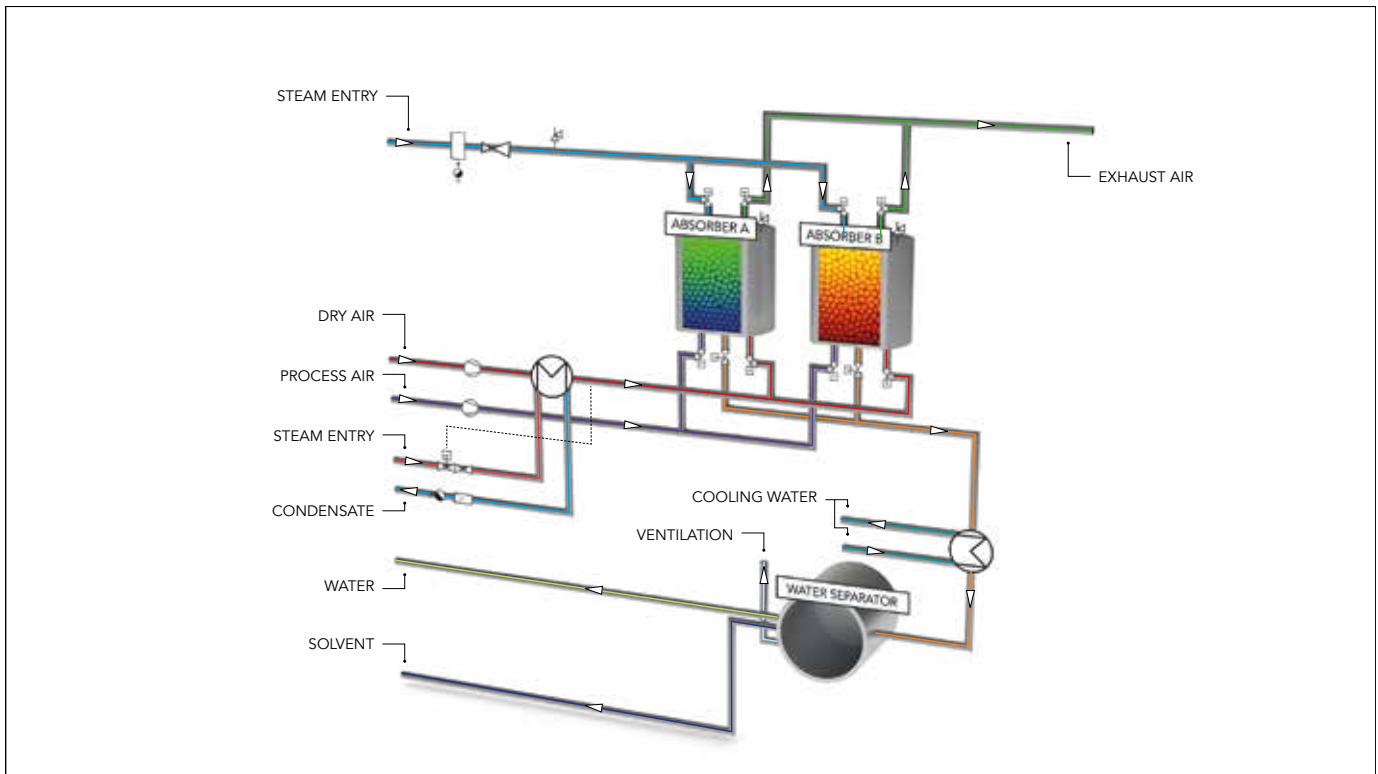 STEAM ENTRY
EXHAUST AIR
ABSORBER A
ABSORBER B
DRY AIR
PROCESS AIR
STEAM ENTRY
CONDENSATE
COOLING WATER
VENTILATION
WATER
WATER SEPARATOR
SOLVENT